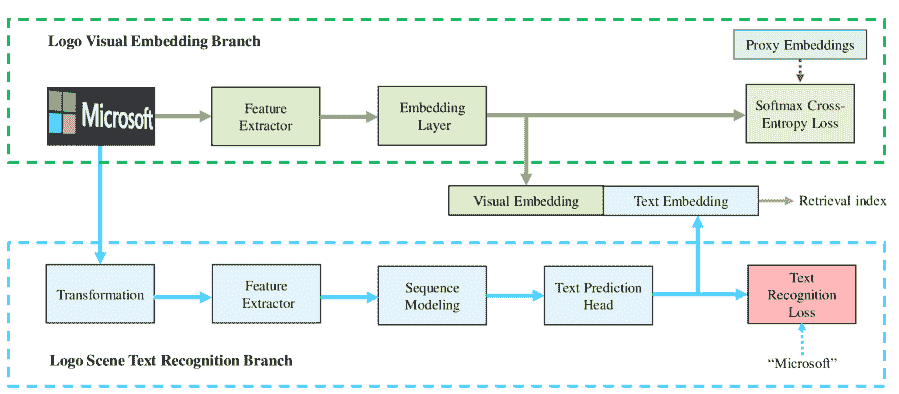 Logo Visual Embedding Branch
Proxy Embeddings
Microsoft
Feature
Extractor
Embedding
Layer
Softmax Cross-
Entropy Loss
Visual Embedding
Text Embedding
Retrieval index
Transformation
Feature
Extractor
Sequence
Modeling
Text Prediction
Head
Text
Recognition
Loss
Logo Scene Text Recognition Branch
“Microsoft”